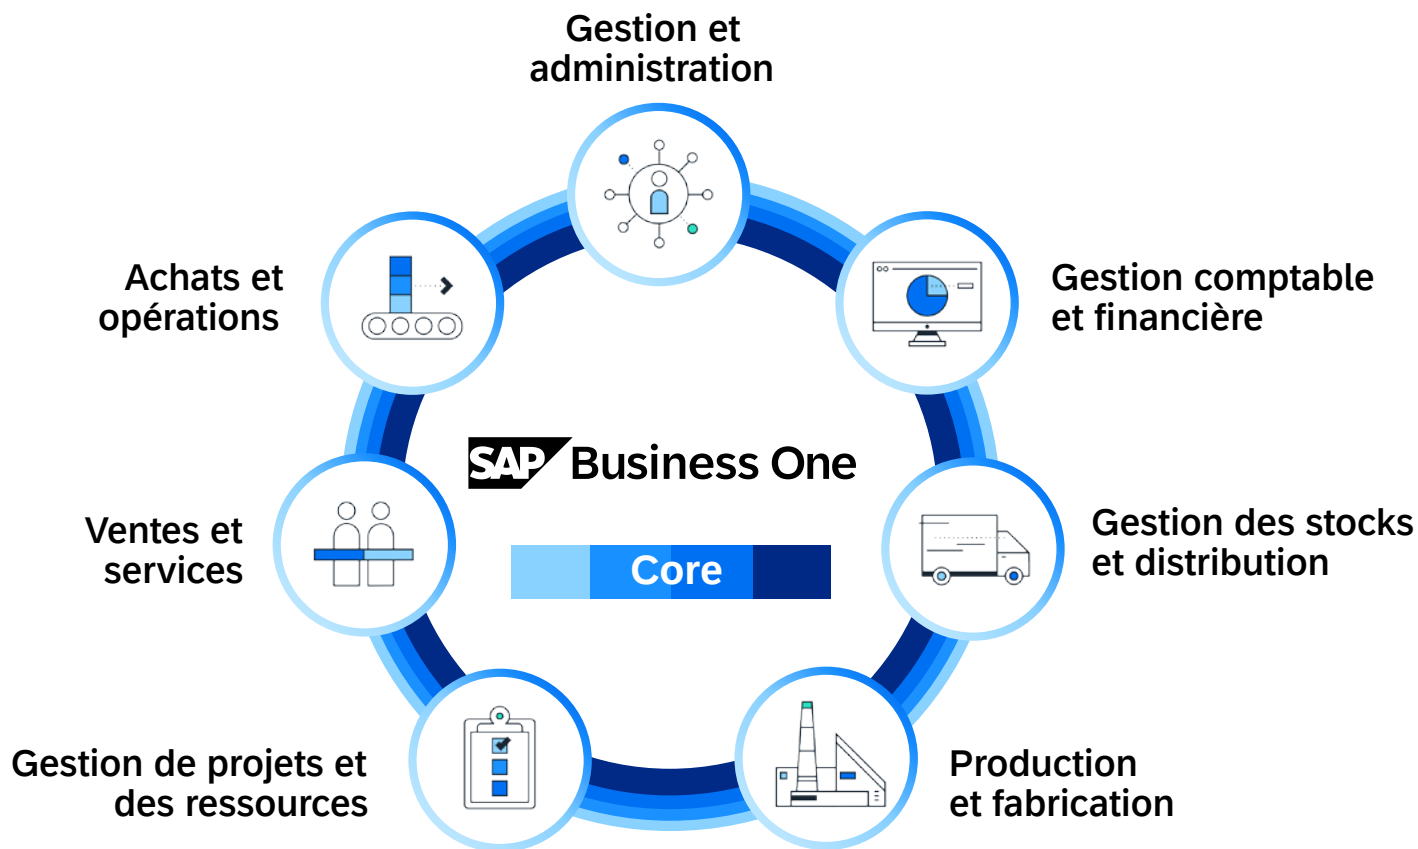 Gestion et
administration
Achats et
opérations
Gestion comptable
et financière
SAP Business One
Ventes et
services
Core
Gestion des stocks
et distribution
Gestion de projets et
des ressources
Production
et fabrication